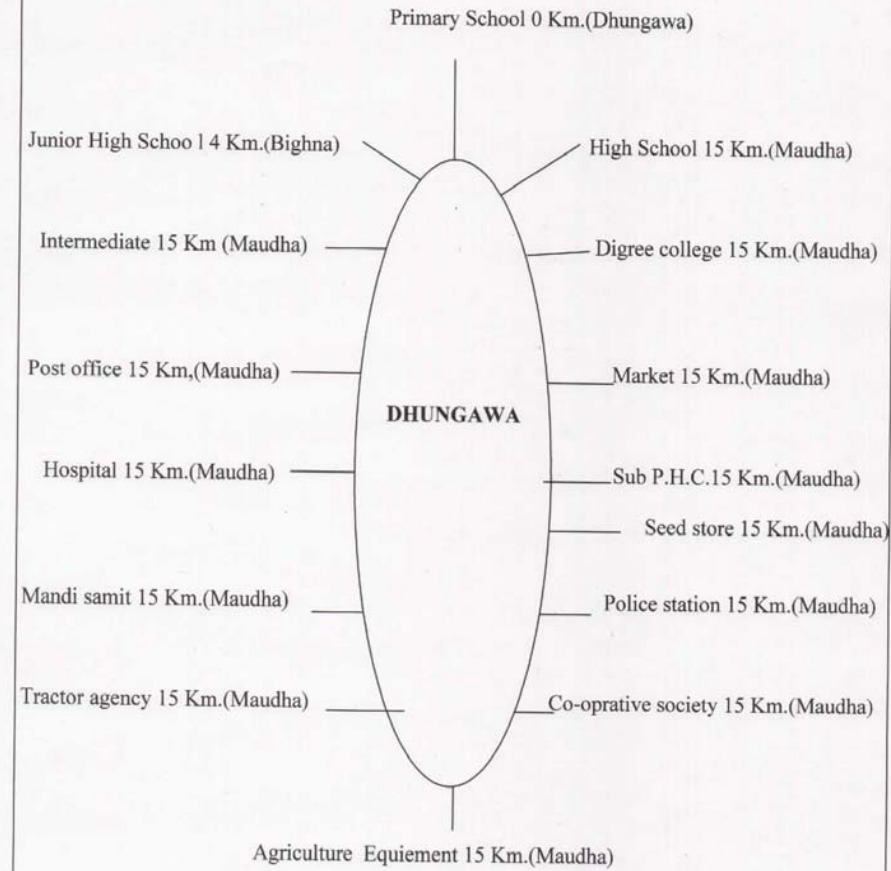 Primary School 0 Km.(Dhungawa)
Junior High Schoo l 4 Km.(Bighna)
High School 15 Km.(Maudha)
Intermediate 15 Km (Maudha)
Digree college 15 Km.(Maudha)
Post office 15 Km,(Maudha)
Market 15 Km.(Maudha)
DHUNGAWA
Hospital 15 Km.(Maudha)
Sub P.H.C.15 Km.(Maudha)
Seed store 15 Km.(Maudha)
Mandi samit 15 Km.(Maudha)
Police station 15 Km.(Maudha)
Tractor agency 15 Km.(Maudha)
Co-oprative society 15 Km.(Maudha)
Agriculture Equiement 15 Km.(Maudha)